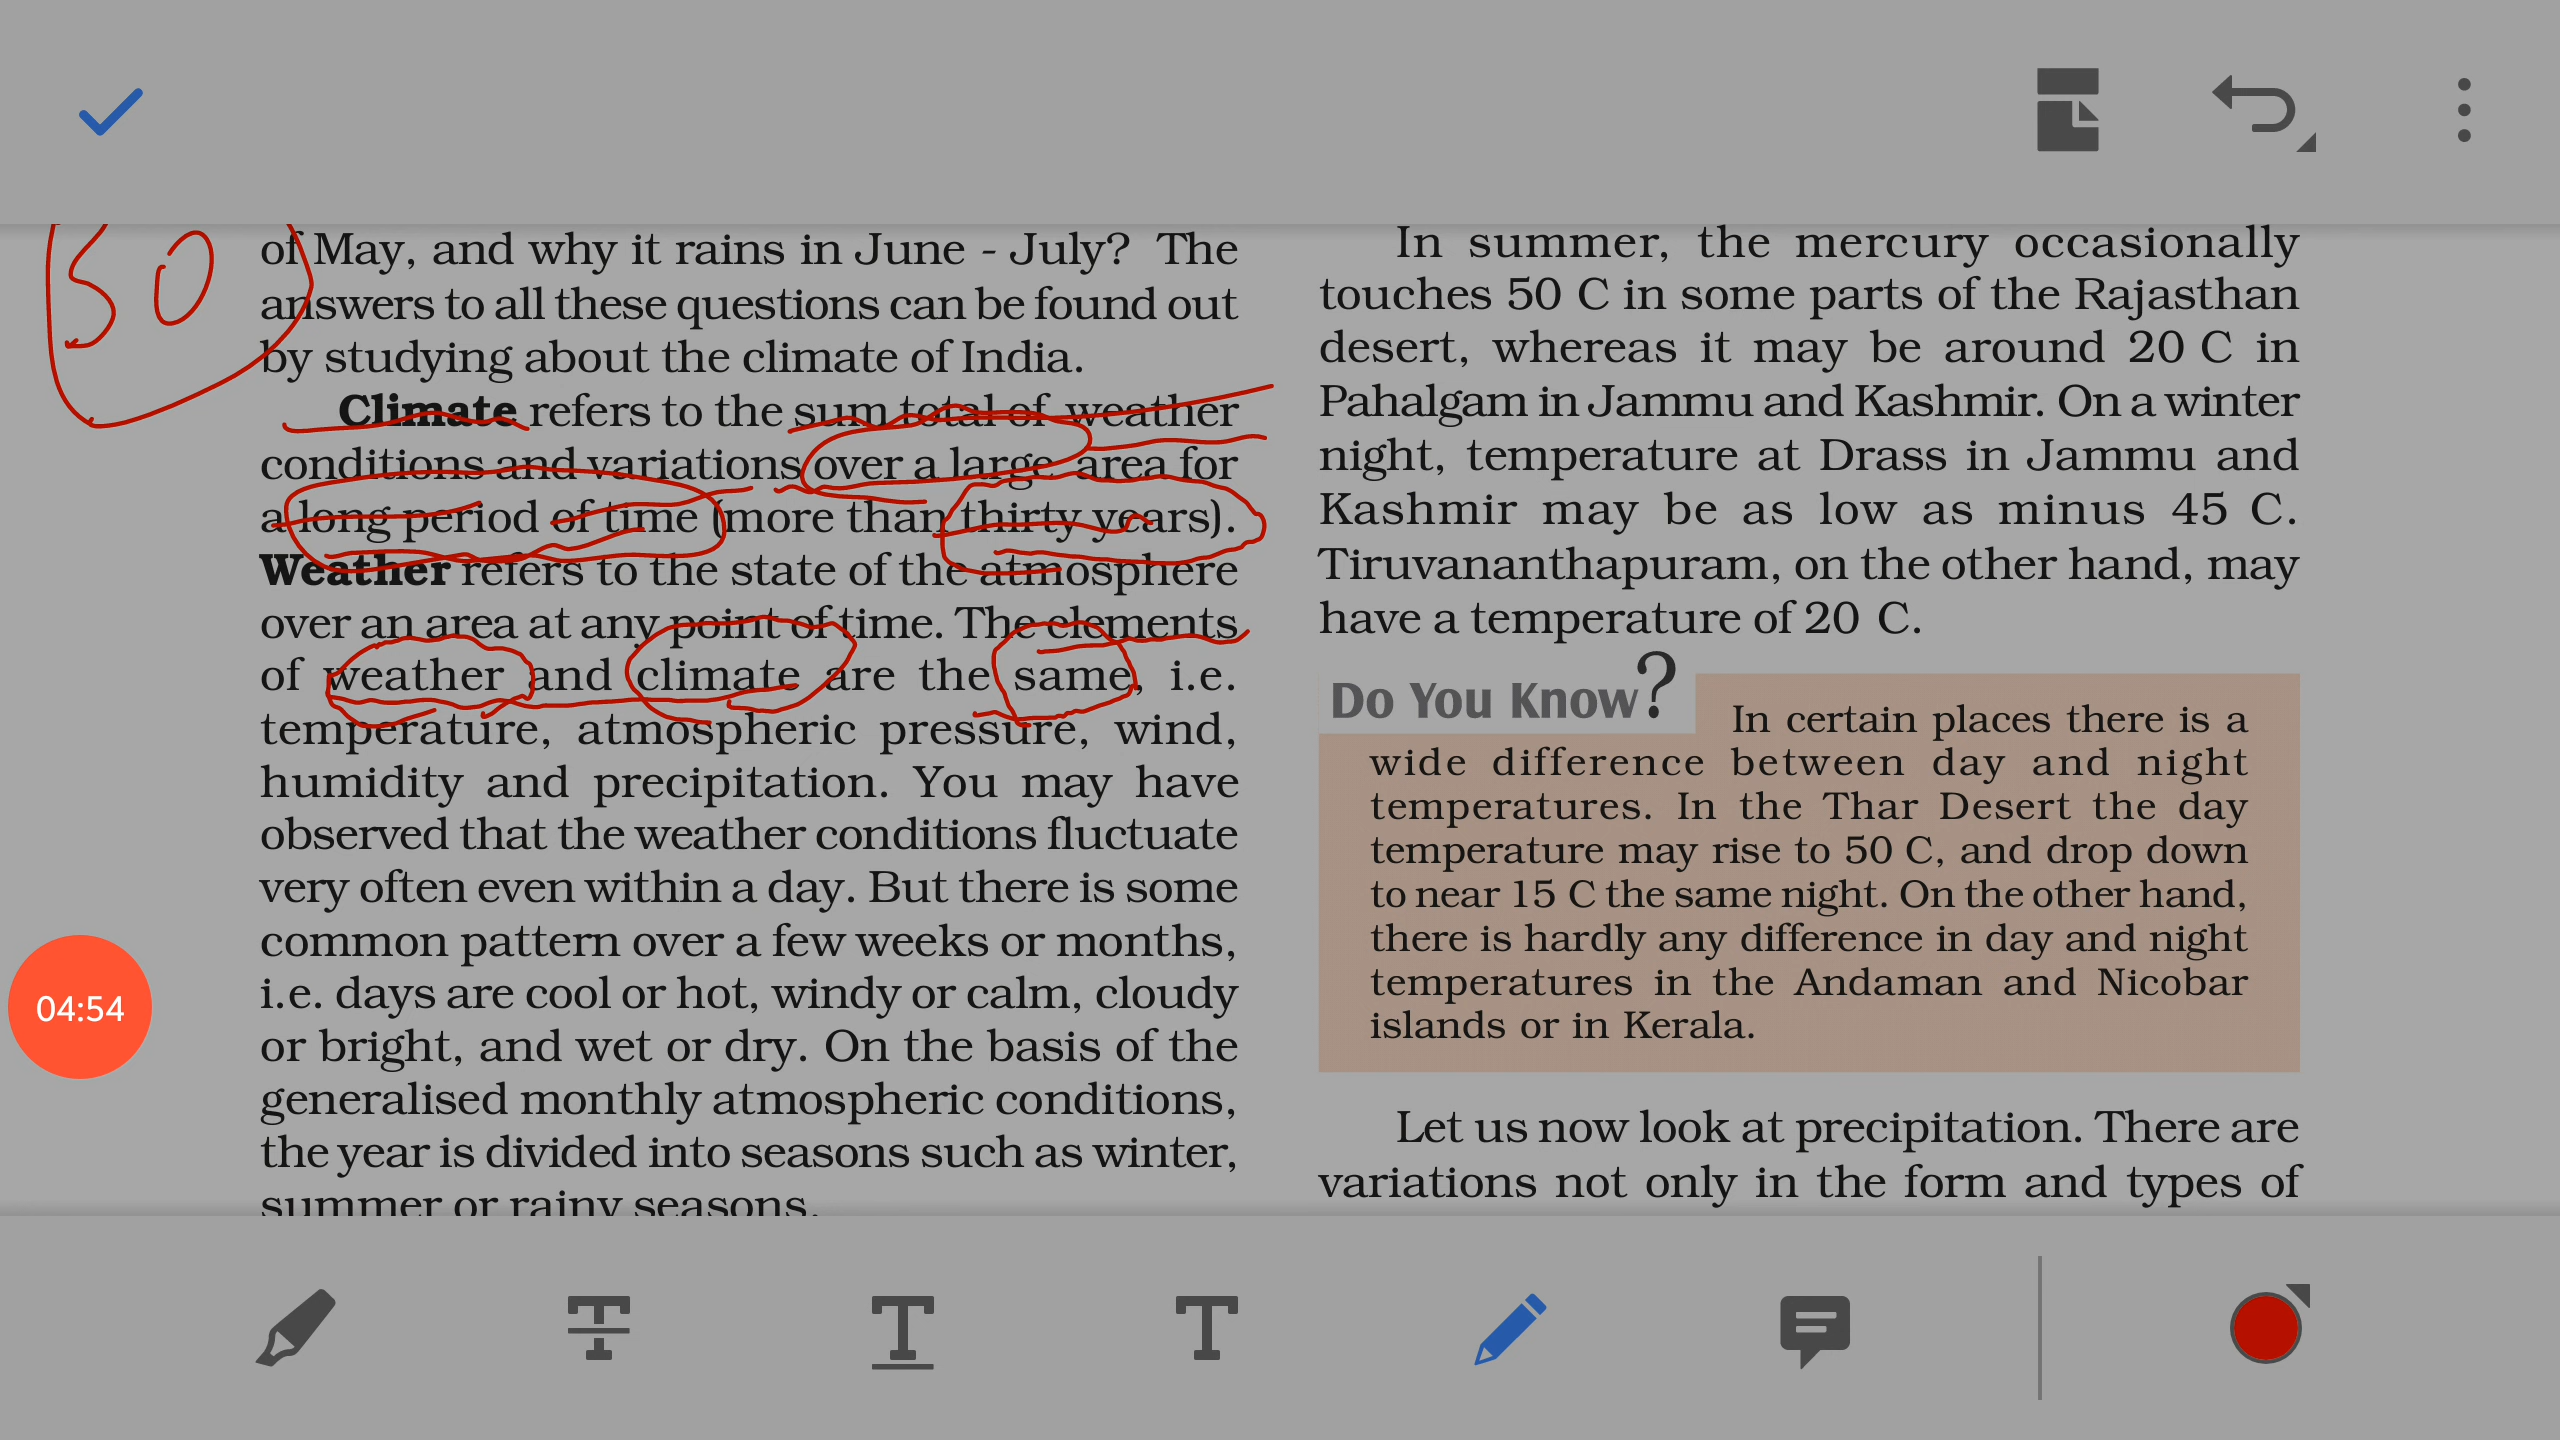 30
of May, and why it rains in June - July? The
answers to all these questions can be found out
by studying about the climate of India.
Climate refers to the sum total of weather
conditions and variations over a large area for
a long period of time (more than thirty years).
Weather refers to the state of the atmosphere
over an area at any point of time. The elements
of weather and climate are the same, i.e.
temperature, atmospheric pressure, wind,
humidity and precipitation. You may have
observed that the weather conditions fluctuate
very often even within a day. But there is some
common pattern over a few weeks or months,
i.e. days are cool or hot, windy or calm, cloudy
or bright, and wet or dry. On the basis of the
generalised monthly atmospheric conditions,
the year is divided into seasons such as winter,
summer or rainy seasons.
04:54
In summer, the mercury occasionally
touches 50 C in some parts of the Rajasthan
desert, whereas it may be around 20 C in
Pahalgam in Jammu and Kashmir. On a winter
night, temperature at Drass in Jammu and
Kashmir may be as low as minus 45 C.
Tiruvananthapuram, on the other hand, may
have a temperature of 20 C.
Do You Know?
In certain places there is a
wide difference between day and night
temperatures. In the Thar Desert the day
temperature may rise to 50 C, and drop down
to near 15 C the same night. On the other hand,
there is hardly any difference in day and night
temperatures in the Andaman and Nicobar
islands or in Kerala.
Let us now look at precipitation. There are
variations not only in the form and types of